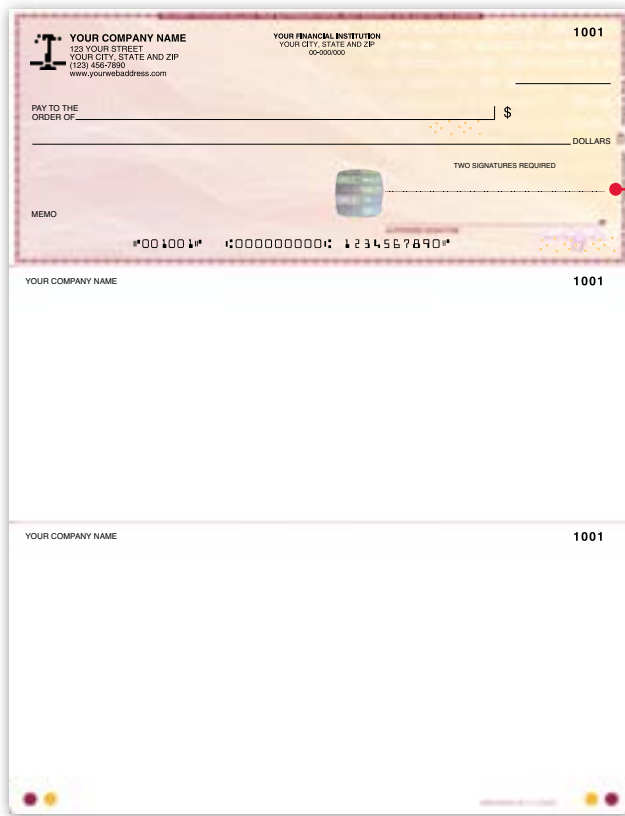 YOUR COMPANY NAME
123 YOUR STREET
YOUR CITY, STATE AND ZIP
(123) 456-7890
www.yourwebaddress.com
YOUR FINANCIAL INSTITUTION
YOUR CITY, STATE AND ZIP
00-000/000
1001
PAY TO THE
ORDER OF
$
DOLLARS
TWO SIGNATURES REQUIRED
MEMO
⑈001001⑈ ⑆000000000⑆ 1234567890⑈
YOUR COMPANY NAME 1001
YOUR COMPANY NAME 1001